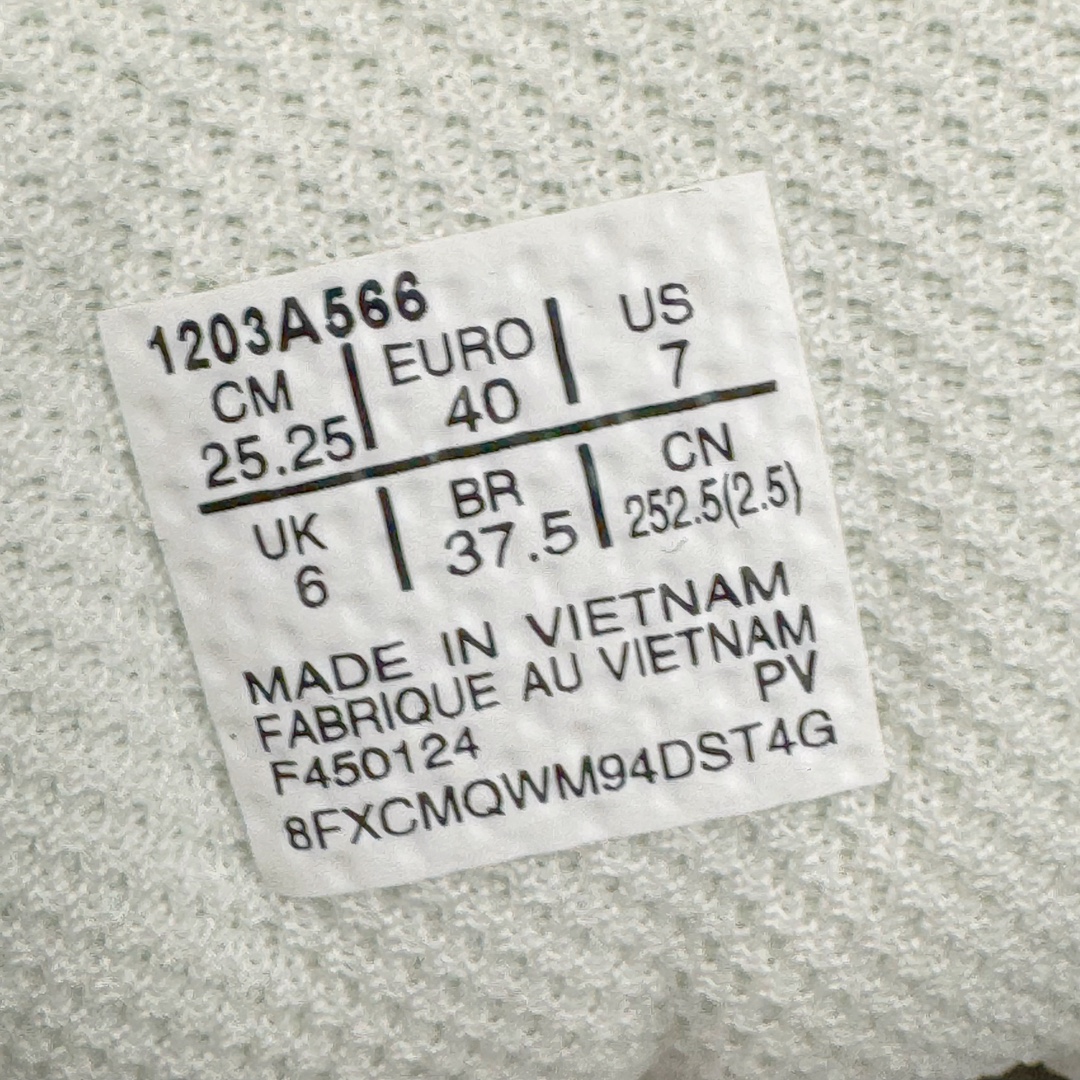 1203A566
CM EURO US
25.25 40 7
UK BR CN
6 37.5 252.5(2.5)
MADE IN VIETNAM
FABRIQUE AU VIETNAM
PV
F450124
8FXCMQWM94DST4G